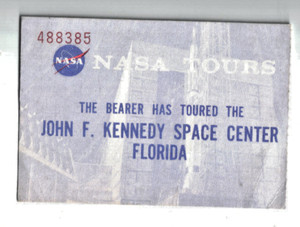 488385
NASA NASA TOURS
THE BEARER HAS TOURED THE
JOHN F. KENNEDY SPACE CENTER
FLORIDA